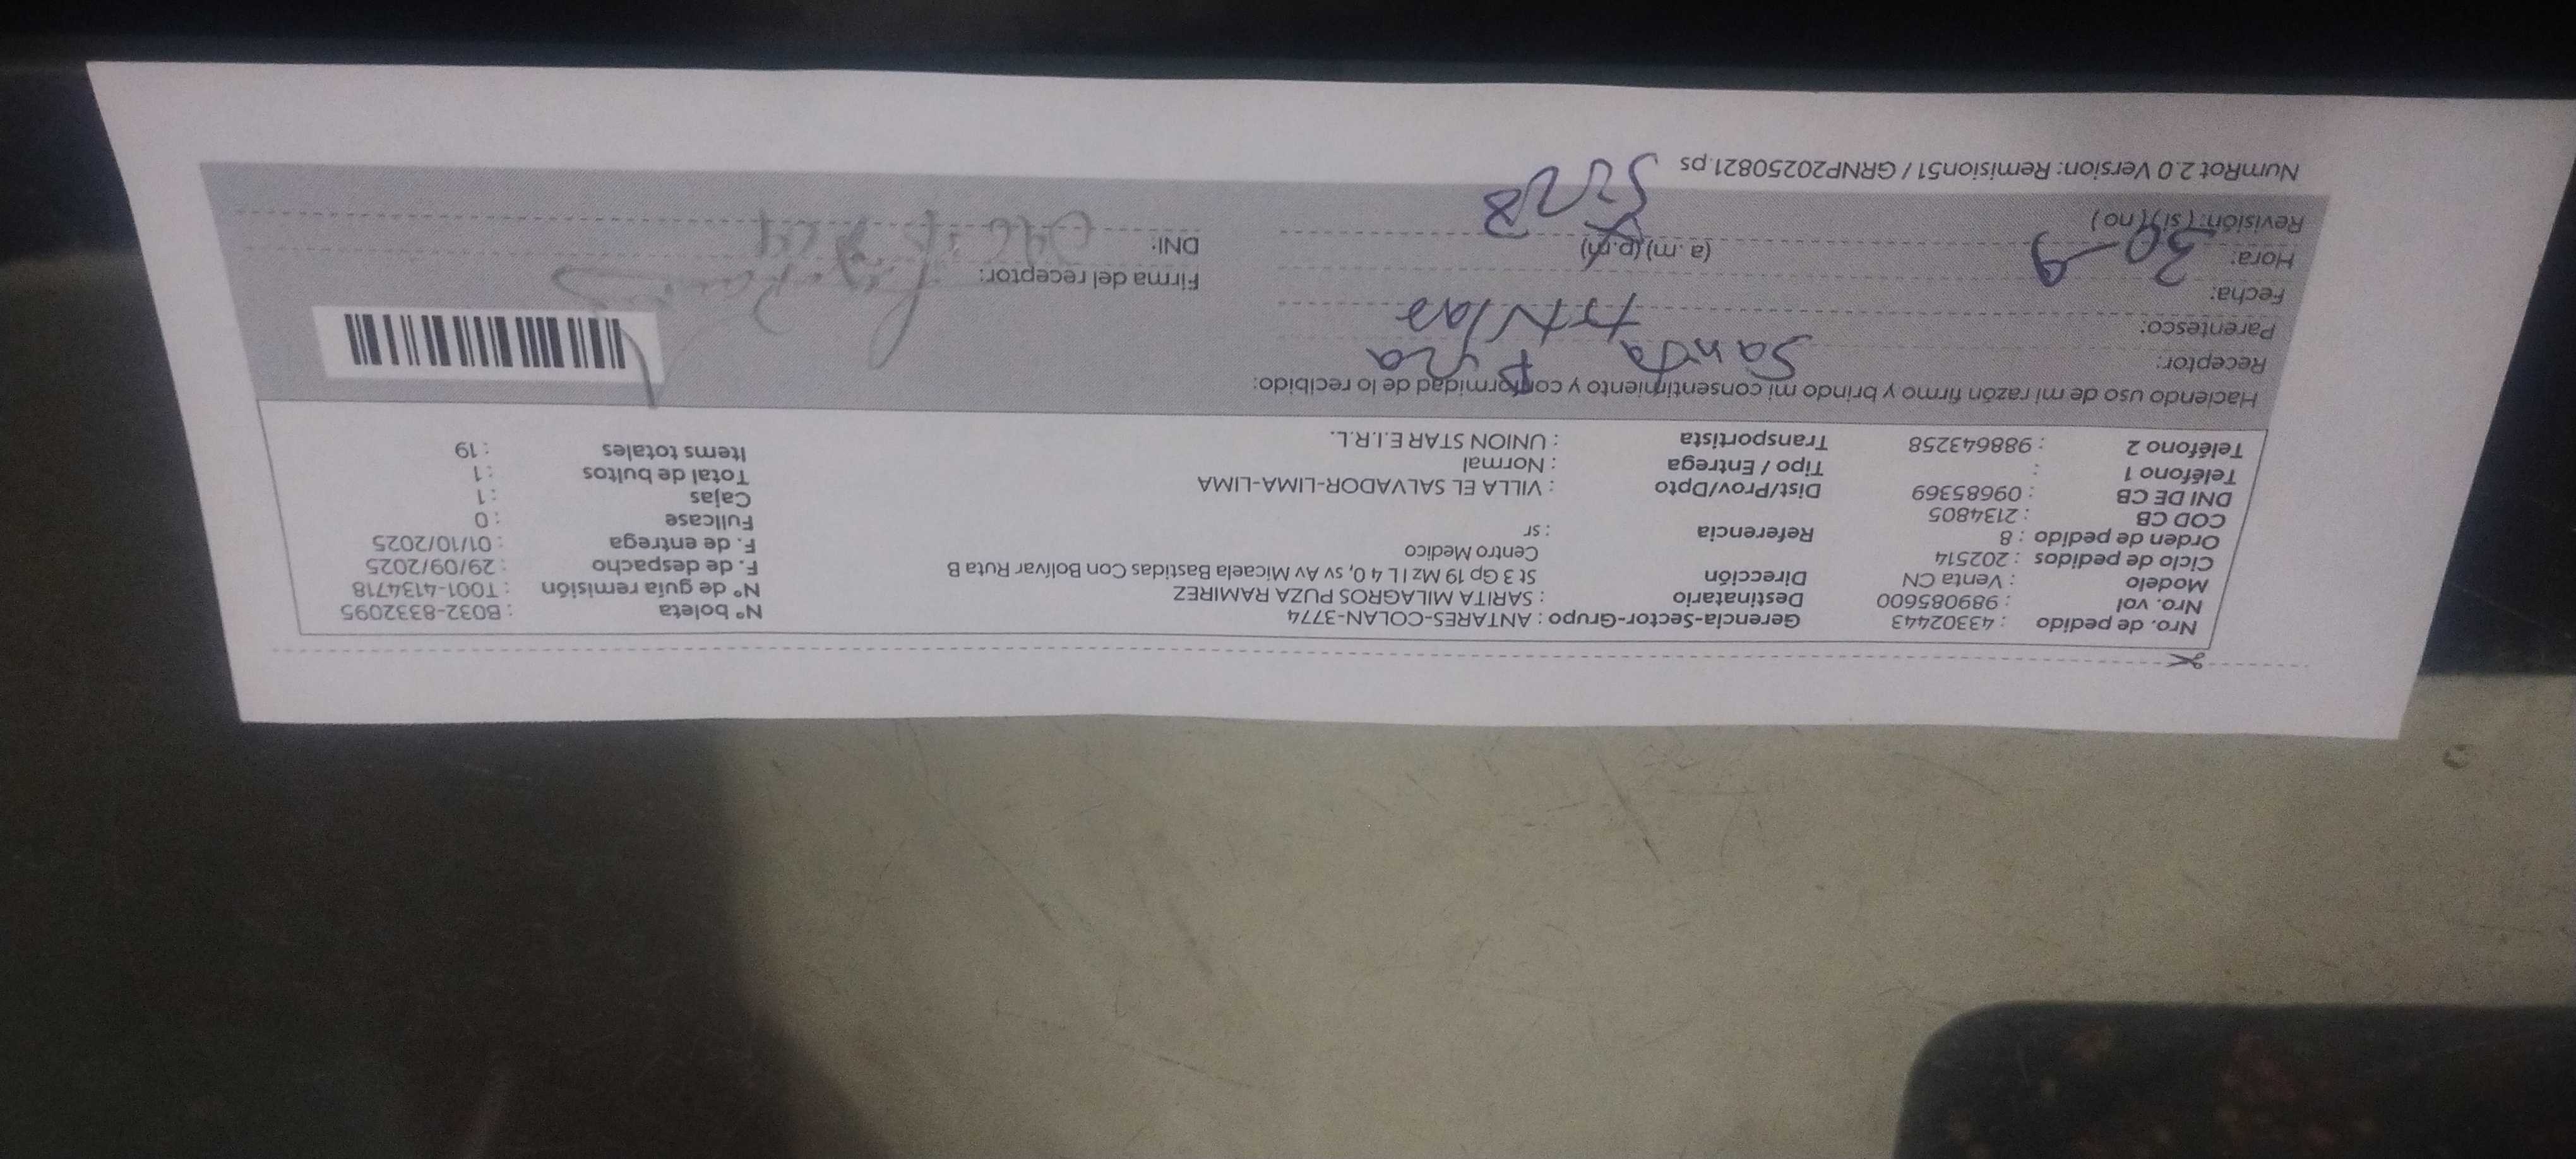 Nro. de pedido : 43302443 Gerencia-Sector-Grupo : ANTARES-COLAN-3774 N° boleta : B032-8332095
Nro. vol : 989085600 Destinatario : SARITA MILAGROS PUZA RAMIREZ N° de guía remisión : T001-4134718
Modelo : Venta CN Dirección St 3 Gp 19 Mz I L 4 0, sv Av Micaela Bastidas Con Bolívar Ruta B F. de despacho : 29/09/2025
Ciclo de pedidos : 202514 Centro Medico F. de entrega : 01/10/2025
Orden de pedido : 8 Referencia : sr Fullcase : 0
COD CB : 2134805 Dist/Prov/Dpto : VILLA EL SALVADOR-LIMA-LIMA Cajas : 1
DNI DE CB : 09685369 Tipo / Entrega : Normal Total de bultos : 1
Teléfono 1 : Transportista : UNION STAR E.I.R.L. Items totales : 19
Teléfono 2 : 988643258
Haciendo uso de mi razón firmo y brindo mi consentimiento y conformidad de lo recibido:
Receptor:
Parentesco: titular
Fecha: 30-9 Firma del receptor:
Hora: (a. m) (p. m) DNI:
Revisión: ( si ) ( no )
NumRot 2.0 Version: Remision51 / GRNP20250821.ps